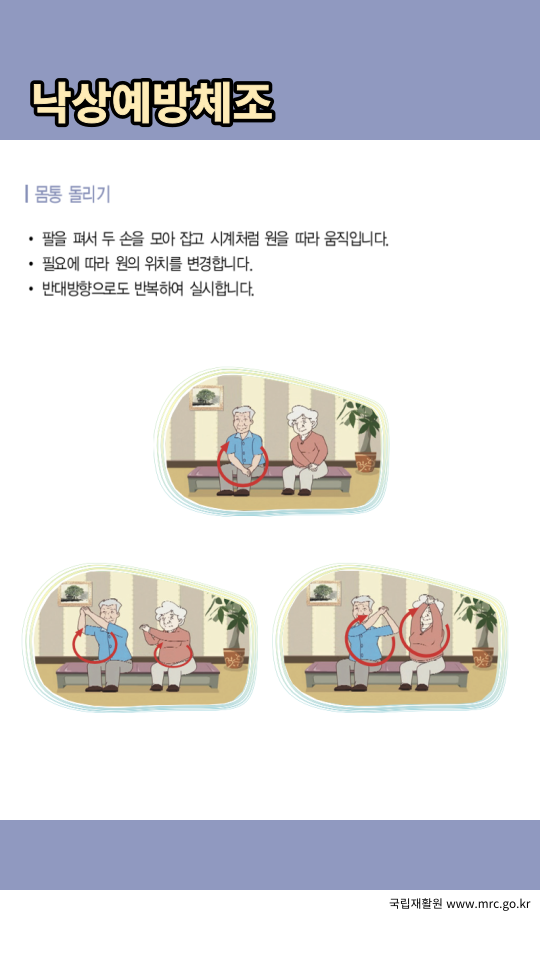 낙상예방체조
몸통 돌리기
• 팔을 펴서 두 손을 모아 잡고 시계처럼 원을 따라 움직입니다.
• 필요에 따라 원의 위치를 변경합니다.
• 반대방향으로도 반복하여 실시합니다.
국립재활원 www.mrc.go.kr